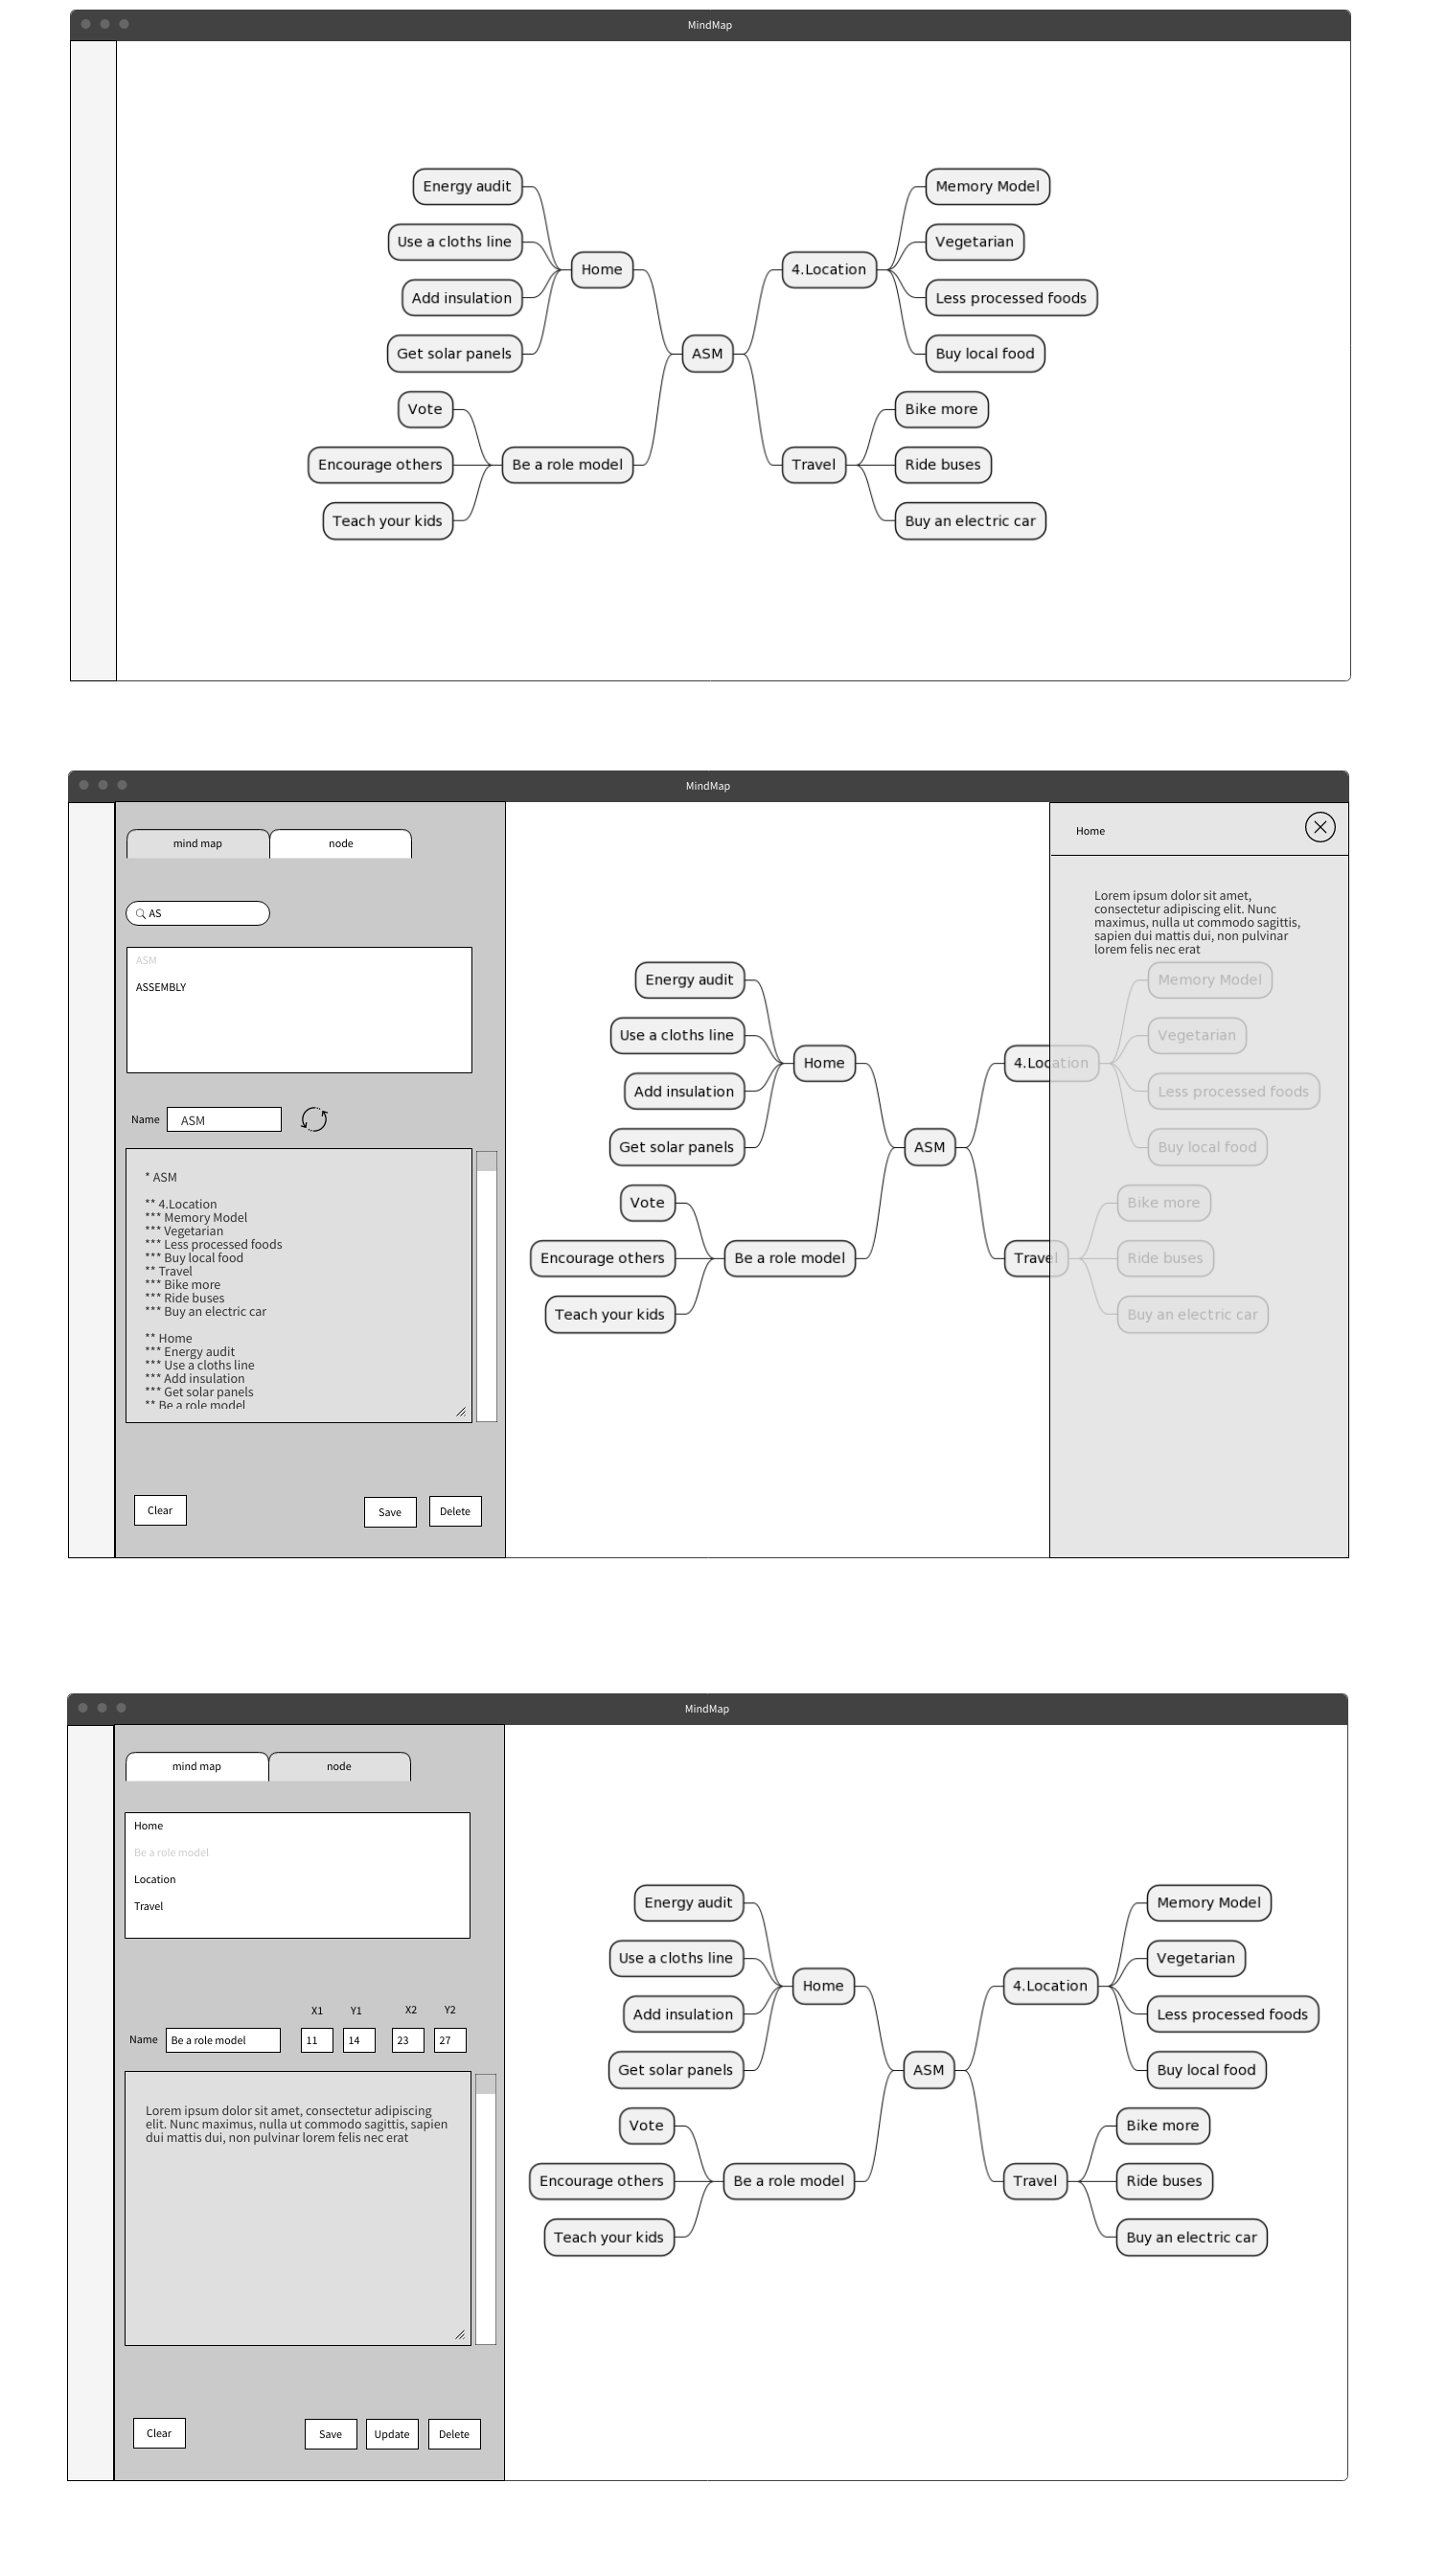 MindMap
Energy audit
Use a cloths line
Add insulation
Get solar panels
Home
Vote
Encourage others
Teach your kids
Be a role model
ASM
4.Location
Memory Model
Vegetarian
Less processed foods
Buy local food
Travel
Bike more
Ride buses
Buy an electric car
MindMap
mind map
node
AS
ASM
ASSEMBLY
Name
ASM
* ASM
** 4.Location
*** Memory Model
*** Vegetarian
*** Less processed foods
*** Buy local food
** Travel
*** Bike more
*** Ride buses
*** Buy an electric car
** Home
*** Energy audit
*** Use a cloths line
*** Add insulation
*** Get solar panels
** Be a role model
Clear
Save
Delete
Energy audit
Use a cloths line
Add insulation
Get solar panels
Home
Vote
Encourage others
Teach your kids
Be a role model
ASM
4.Location
Travel
Home
Lorem ipsum dolor sit amet,
consectetur adipiscing elit. Nunc
maximus, nulla ut commodo sagittis,
sapien dui mattis dui, non pulvinar
lorem felis nec erat
Memory Model
Vegetarian
Less processed foods
Buy local food
Bike more
Ride buses
Buy an electric car
MindMap
mind map
node
Home
Be a role model
Location
Travel
X1
Y1
X2
Y2
Name
Be a role model
11
14
23
27
Lorem ipsum dolor sit amet, consectetur adipiscing
elit. Nunc maximus, nulla ut commodo sagittis, sapien
dui mattis dui, non pulvinar lorem felis nec erat
Clear
Save
Update
Delete
Energy audit
Use a cloths line
Add insulation
Get solar panels
Home
Vote
Encourage others
Teach your kids
Be a role model
ASM
4.Location
Memory Model
Vegetarian
Less processed foods
Buy local food
Travel
Bike more
Ride buses
Buy an electric car